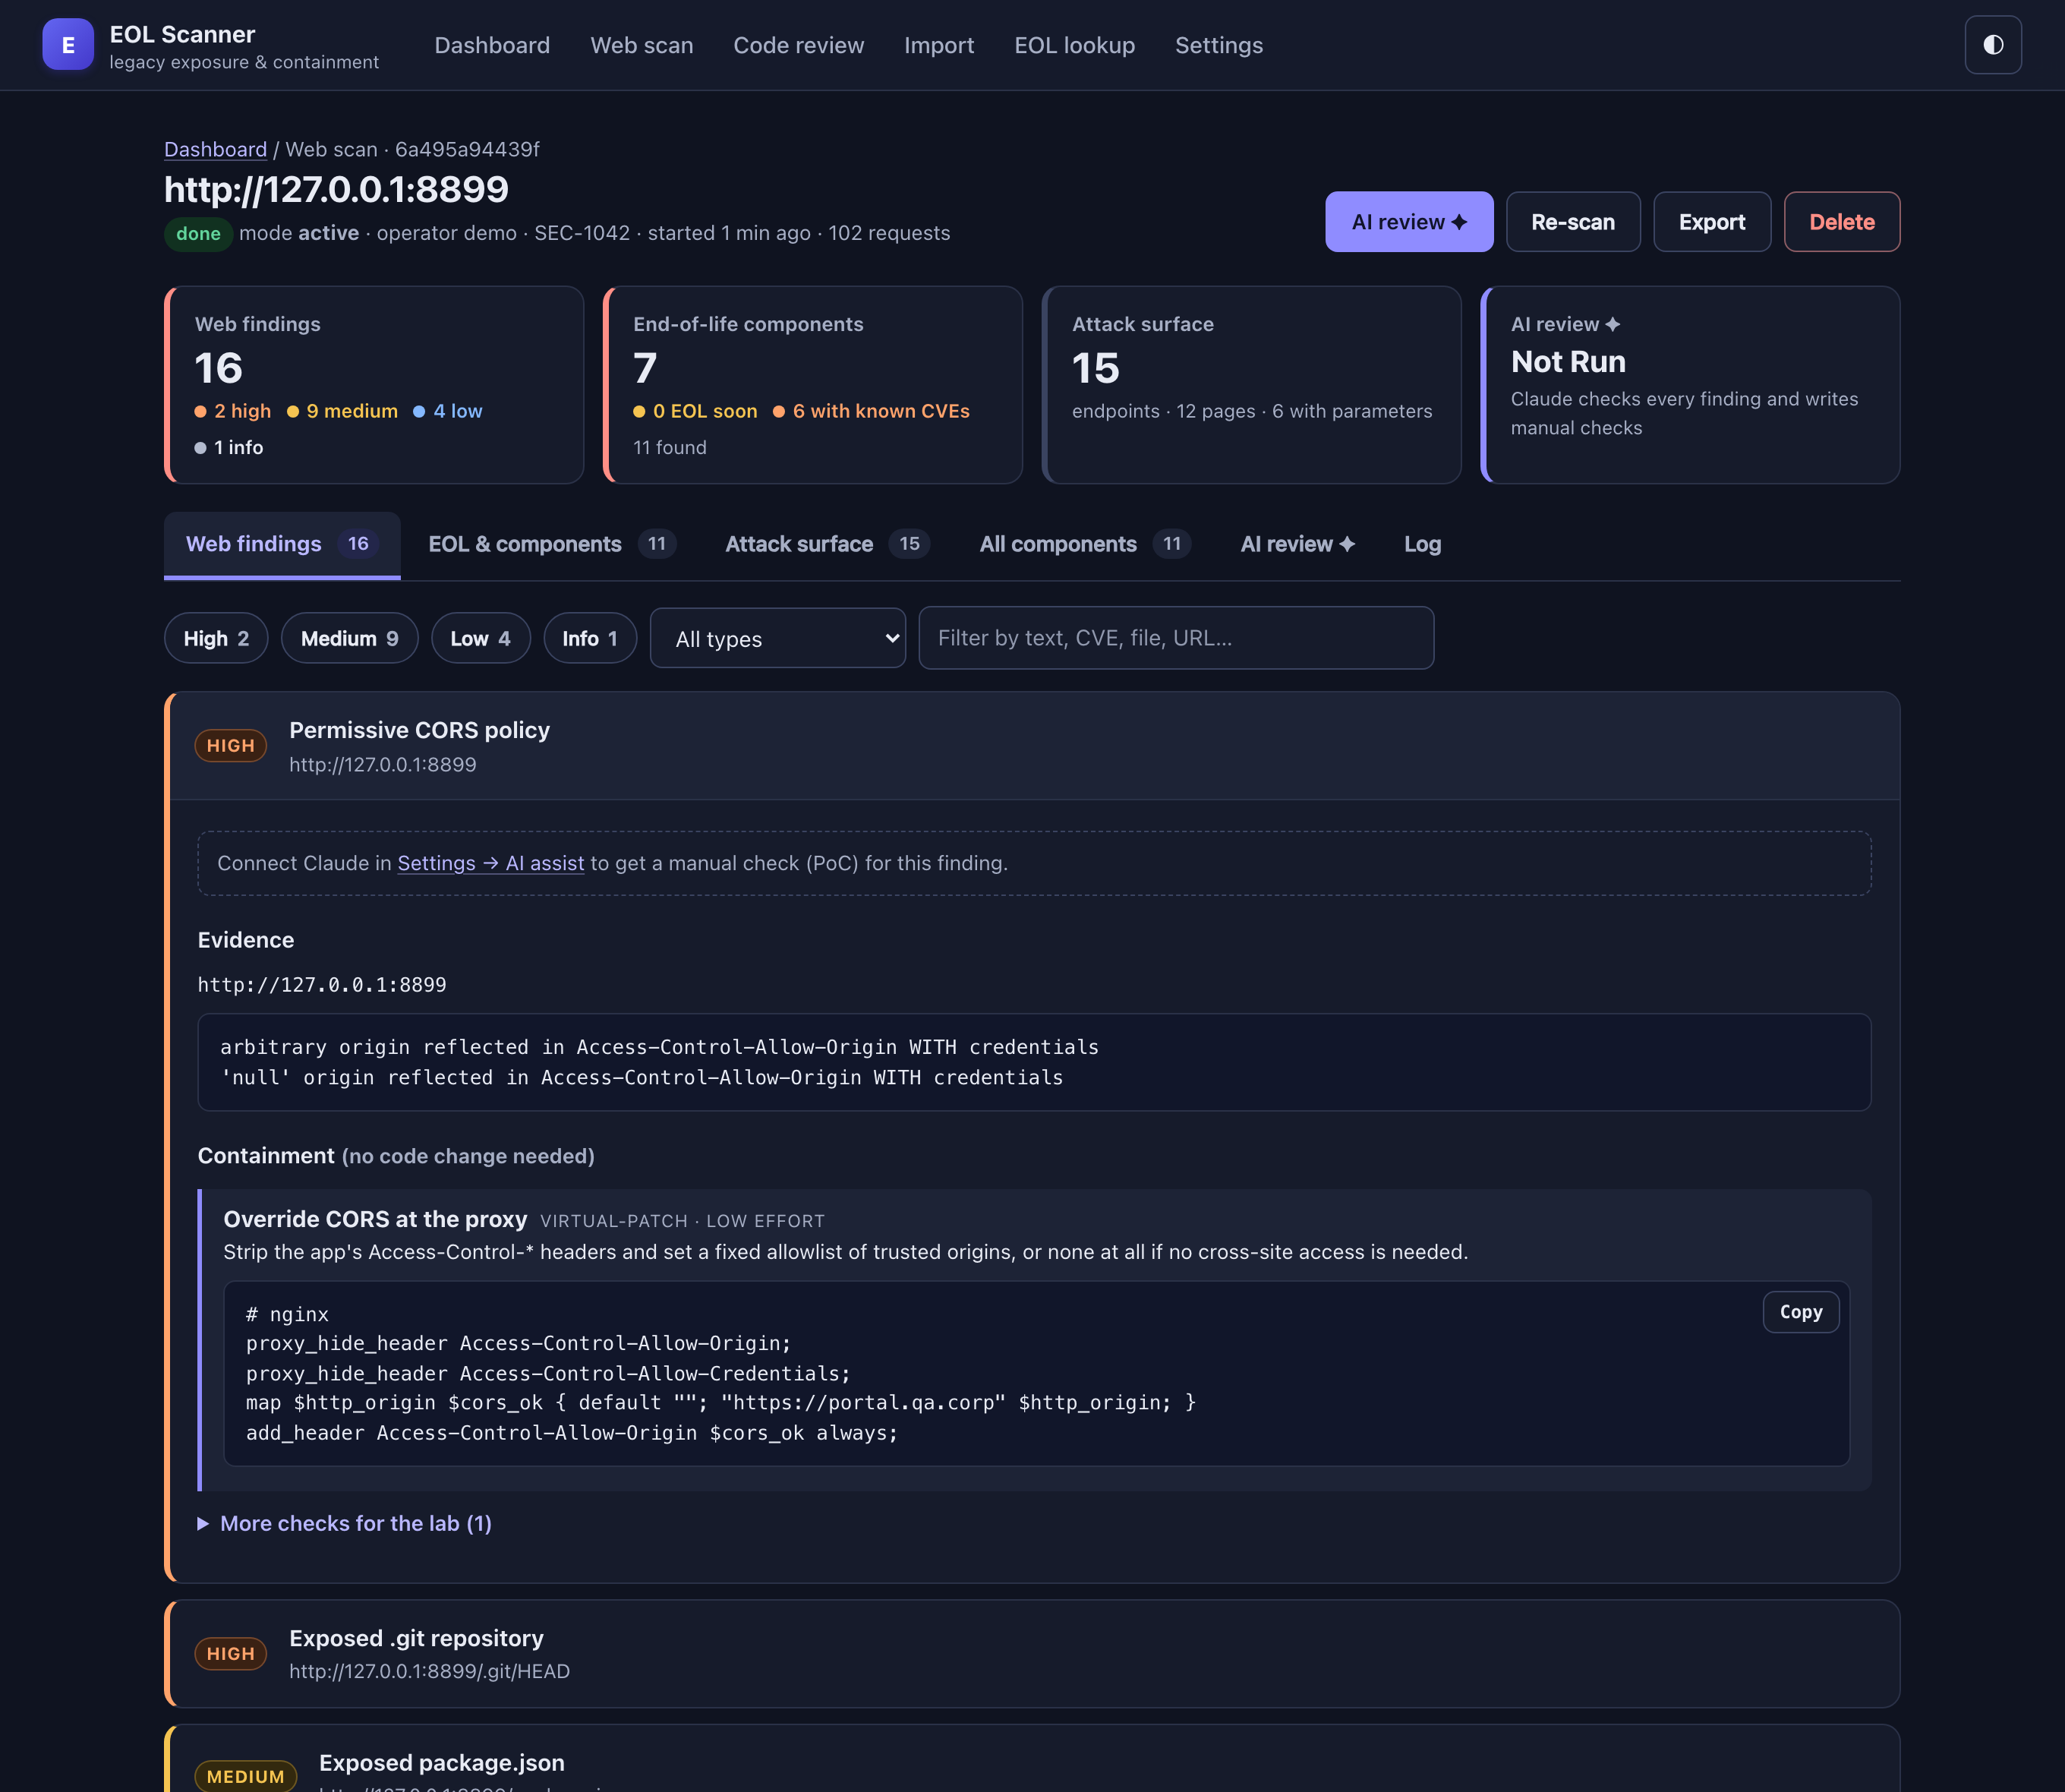 E
EOL Scanner
legacy exposure & containment
Dashboard
Web scan
Code review
Import
EOL lookup
Settings
Dashboard / Web scan · 6a495a94439f
http://127.0.0.1:8899
done mode active · operator demo · SEC-1042 · started 1 min ago · 102 requests
AI review ✦
Re-scan
Export
Delete
Web findings
16
2 high 9 medium 4 low
1 info
End-of-life components
7
0 EOL soon 6 with known CVEs
11 found
Attack surface
15
endpoints · 12 pages · 6 with parameters
AI review ✦
Not Run
Claude checks every finding and writes
manual checks
Web findings 16
EOL & components 11
Attack surface 15
All components 11
AI review ✦
Log
High 2
Medium 9
Low 4
Info 1
All types
Filter by text, CVE, file, URL...
HIGH
Permissive CORS policy
http://127.0.0.1:8899
Connect Claude in Settings → AI assist to get a manual check (PoC) for this finding.
Evidence
http://127.0.0.1:8899
arbitrary origin reflected in Access-Control-Allow-Origin WITH credentials
'null' origin reflected in Access-Control-Allow-Origin WITH credentials
Containment (no code change needed)
Override CORS at the proxy VIRTUAL-PATCH · LOW EFFORT
Strip the app's Access-Control-* headers and set a fixed allowlist of trusted origins, or none at all if no cross-site access is needed.
Copy
# nginx
proxy_hide_header Access-Control-Allow-Origin;
proxy_hide_header Access-Control-Allow-Credentials;
map $http_origin $cors_ok { default ""; "https://portal.qa.corp" $http_origin; }
add_header Access-Control-Allow-Origin $cors_ok always;
More checks for the lab (1)
HIGH
Exposed .git repository
http://127.0.0.1:8899/.git/HEAD
MEDIUM
Exposed package.json